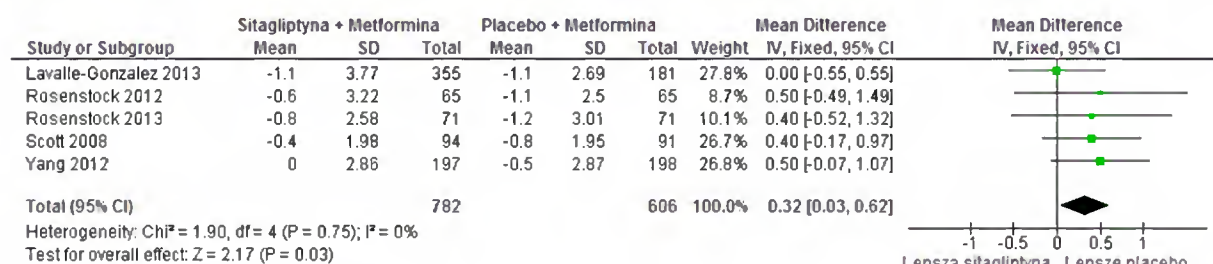 Sitagliptyna + Metformina Placebo + Metformina Mean Difference Mean Difference
Study or Subgroup Mean SD Total Mean SD Total Weight IV, Fixed, 95% CI IV, Fixed, 95% CI
Lavalle-Gonzalez 2013 -1.1 3.77 355 -1.1 2.69 181 27.8% 0.00 [-0.55, 0.55]
Rosenstock 2012 -0.6 3.22 65 -1.1 2.5 65 8.7% 0.50 [-0.49, 1.49]
Rosenstock 2013 -0.8 2.58 71 -1.2 3.01 71 10.1% 0.40 [-0.52, 1.32]
Scott 2008 -0.4 1.98 94 -0.8 1.95 91 26.7% 0.40 [-0.17, 0.97]
Yang 2012 0 2.86 197 -0.5 2.87 198 26.8% 0.50 [-0.07, 1.07]
Total (95% CI) 782 606 100.0% 0.32 [0.03, 0.62]
Heterogeneity: Chi² = 1.90, df = 4 (P = 0.75); I² = 0%
Test for overall effect: Z = 2.17 (P = 0.03)
-1 -0.5 0 0.5 1
Lepsza sitagliptyna Lepsze placebo